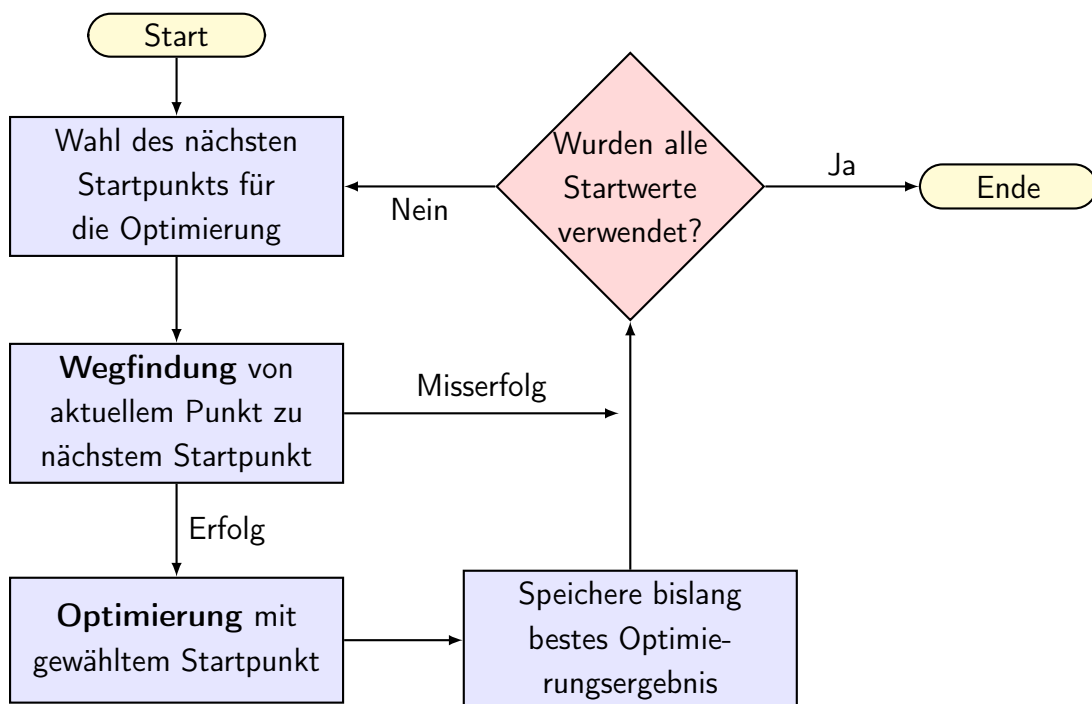 Start
Wahl des nächsten
Startpunkts für
die Optimierung
Wurden alle
Startwerte
verwendet?
Ja
Ende
Nein
Wegfindung von
aktuellem Punkt zu
nächstem Startpunkt
Misserfolg
Erfolg
Optimierung mit
gewähltem Startpunkt
Speichere bislang
bestes Optimie-
rungsergebnis